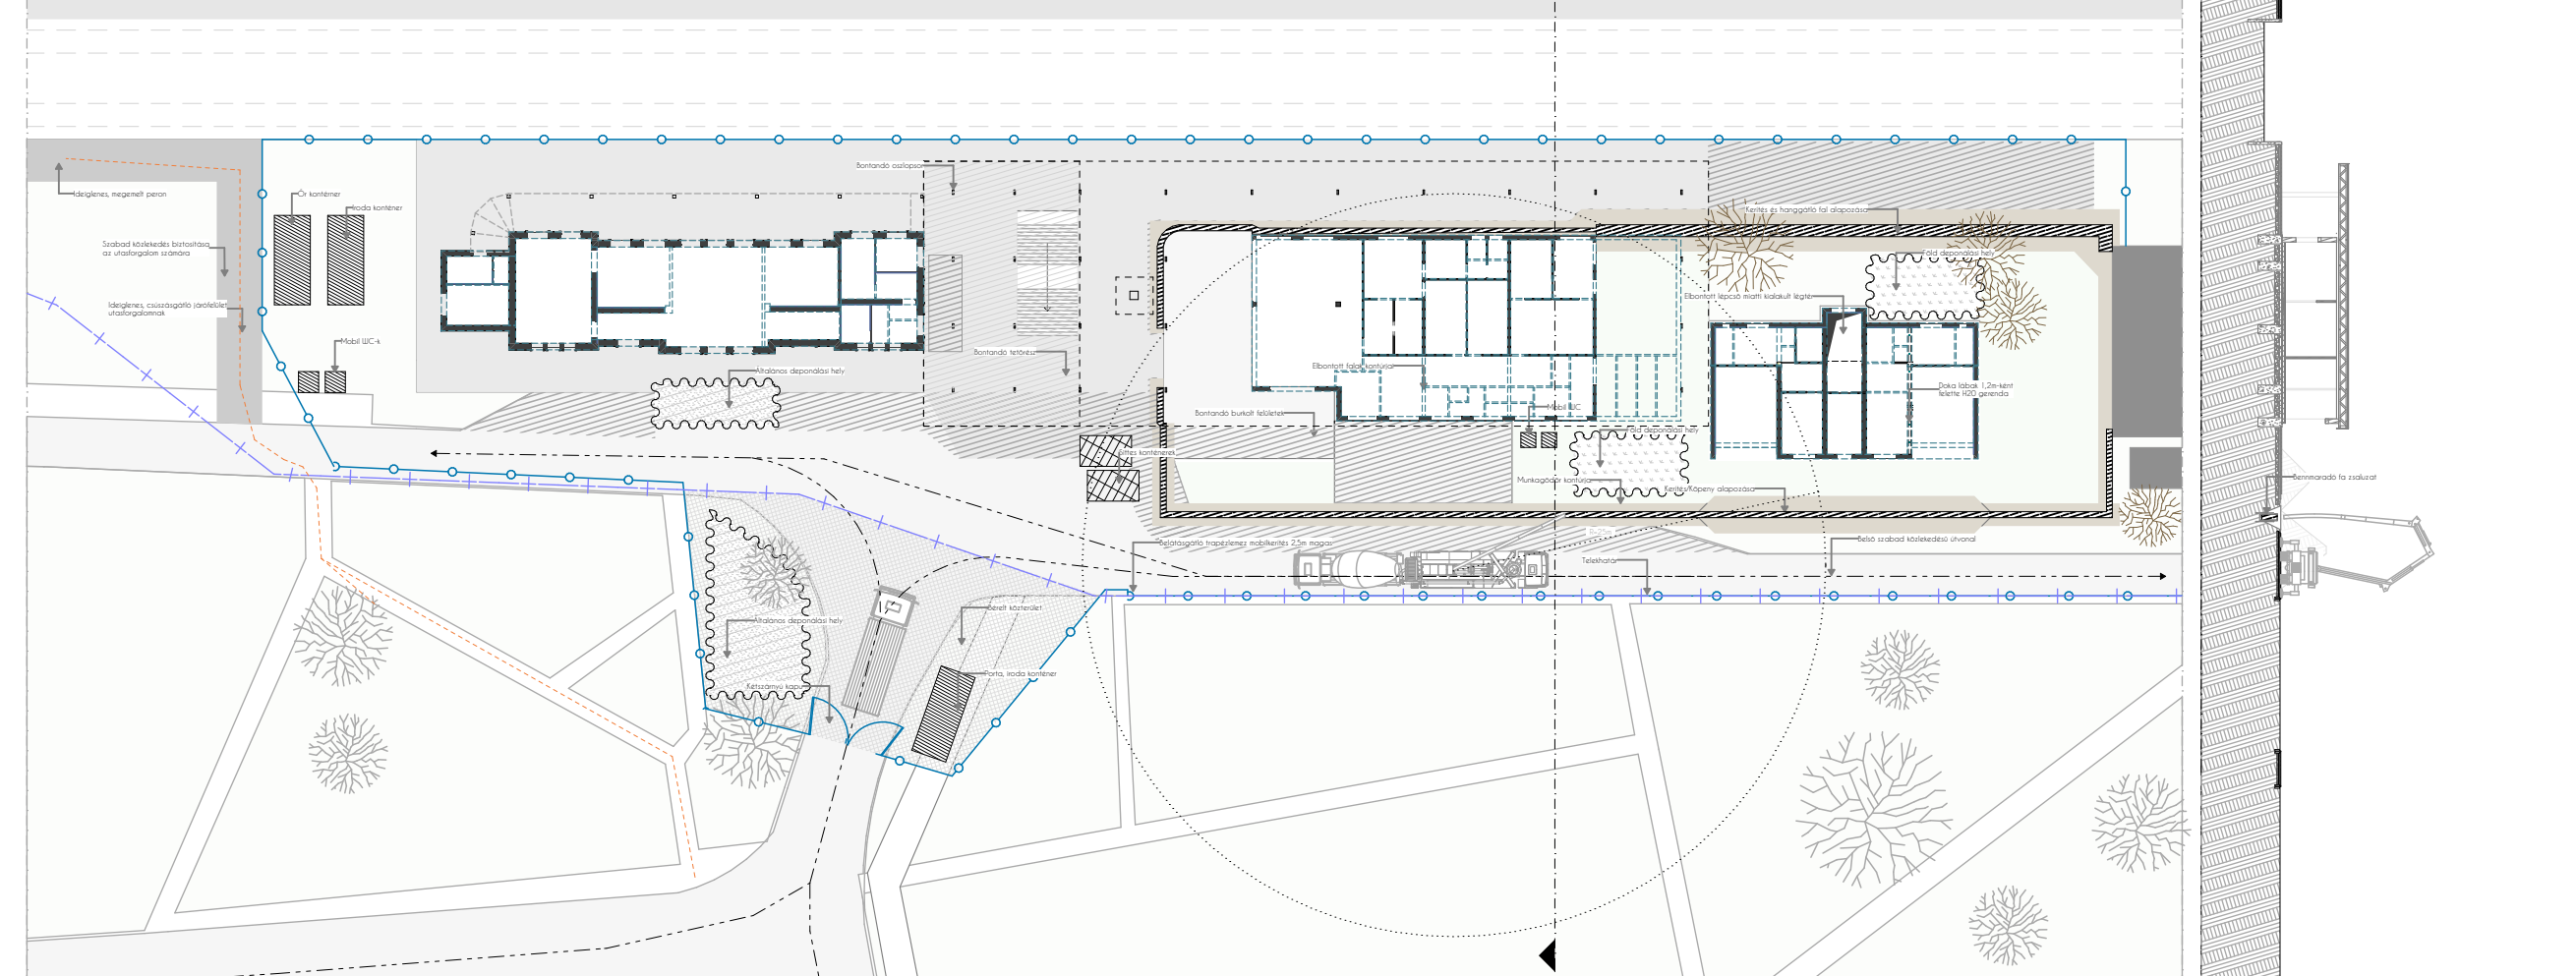 Bontandó oszlopsor
Ideiglenes, megemelt peron
Őr konténer
Iroda konténer
Kerítés és hanggátló fal alapozásai
Szabad közlekedés biztosítása
az utasforgalom számára
Föld deponálási hely
Elbontott lépcső miatti kialakult légtér
Ideiglenes, csúszásgátló járófelület
utasforgalomnak
Mobil WC-k
Bontandó tetőrész
Általános deponálási hely
Elbontott falak kontúrjai
Doka lábak 1,2m-ként
felette H20 gerenda
Bontandó burkolt felületek
Mobil WC
Föld deponálási hely
Sittes konténerek
Munkagödör kontúrja
Kerítés/Köpeny alapozása
Bennmaradó fa zsaluzat
Belátásgátló trapézlemez mobilkerítés 2,5m magas
Belső szabad közlekedésű útvonal
Telekhatár
Bérelt közterület
Általános deponálási hely
Porta, iroda konténer
Kétszárnyú kapu